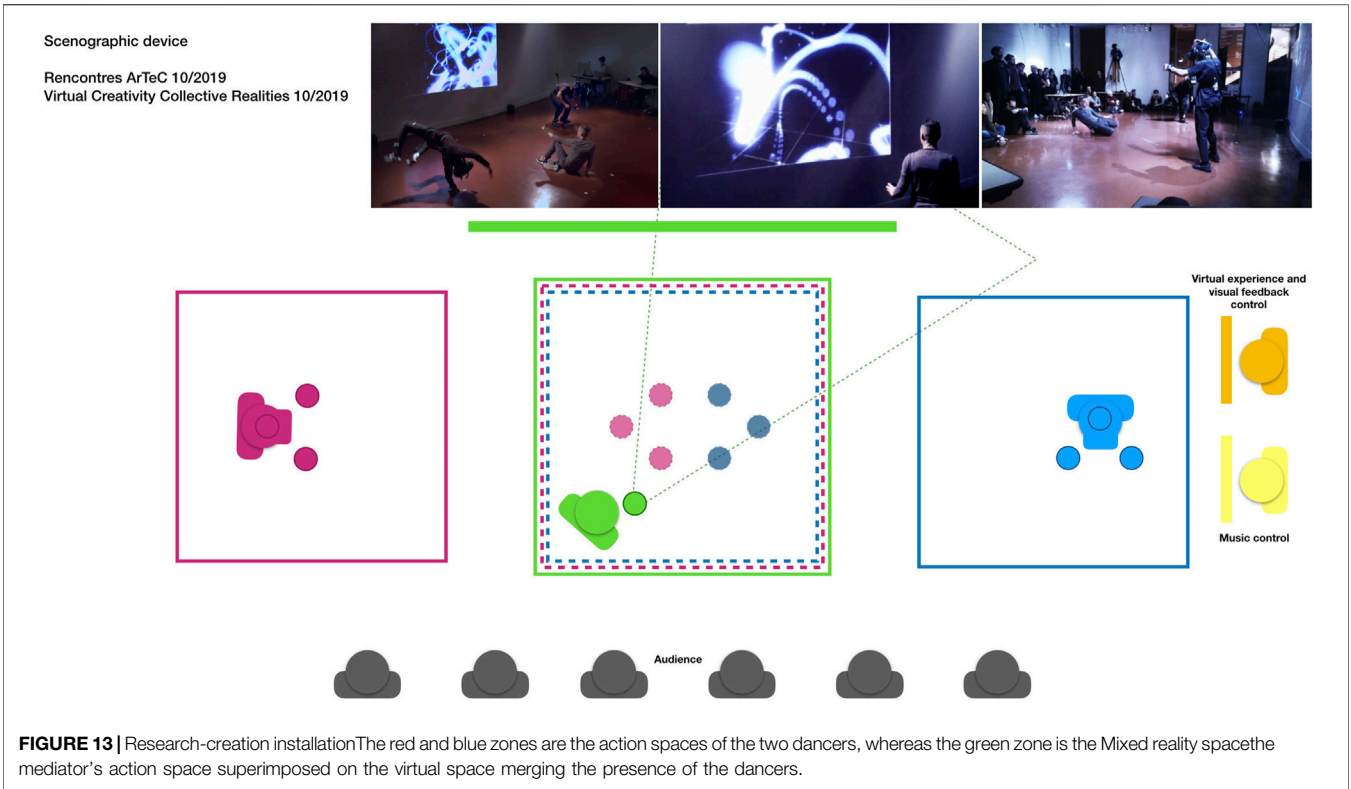 Scenographic device
Rencontres ArTeC 10/2019
Virtual Creativity Collective Realities 10/2019
Virtual experience and
visual feedback
control
Music control
Audience
FIGURE 13 | Research-creation installationThe red and blue zones are the action spaces of the two dancers, whereas the green zone is the Mixed reality spacethe
mediator's action space superimposed on the virtual space merging the presence of the dancers.